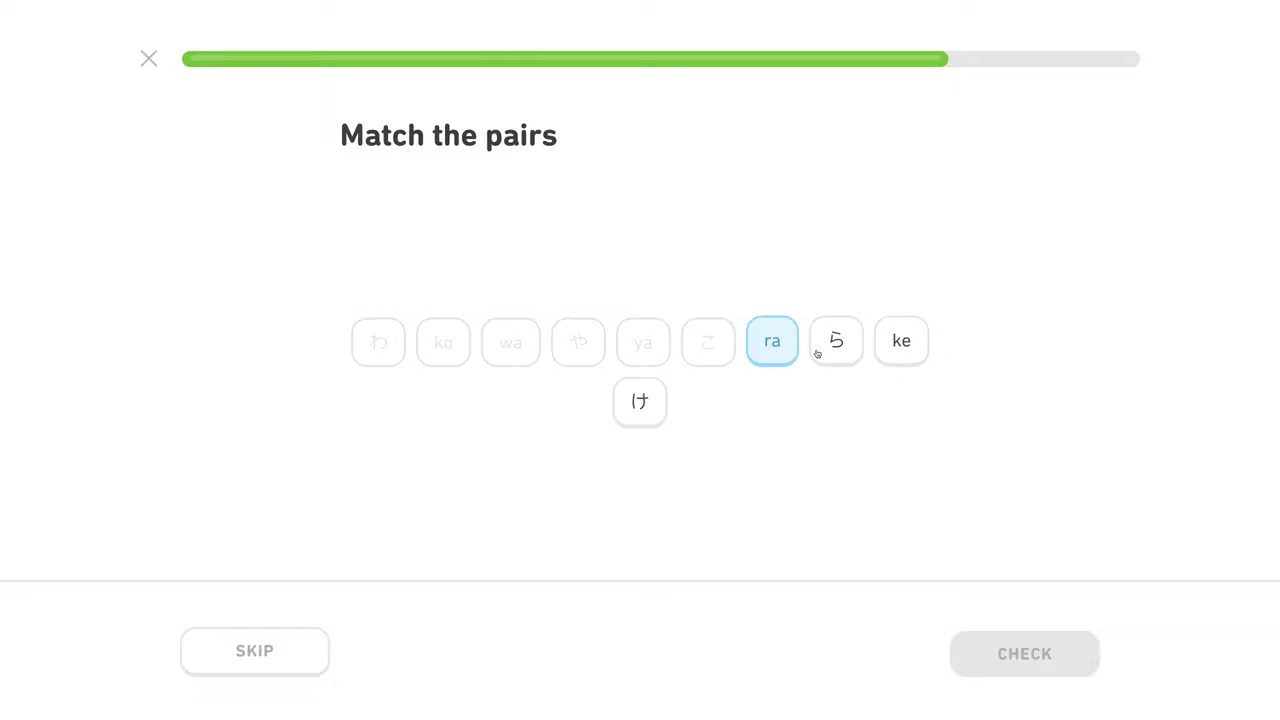 Match the pairs
わ ko wa や ya こ ra ら ke
け
SKIP CHECK